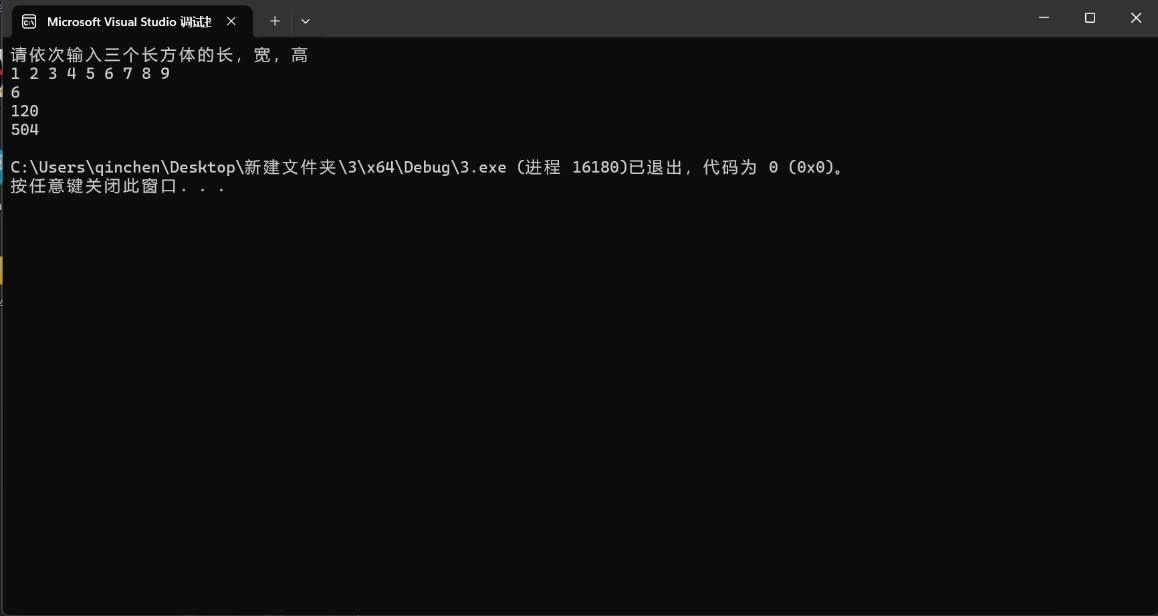 Microsoft Visual Studio 调试
请依次输入三个长方体的长，宽，高
1 2 3 4 5 6 7 8 9
6
120
504
C:\Users\qinchen\Desktop\新建文件夹\3\x64\Debug\3.exe (进程 16180)已退出，代码为 0 (0x0)。
按任意键关闭此窗口. . .